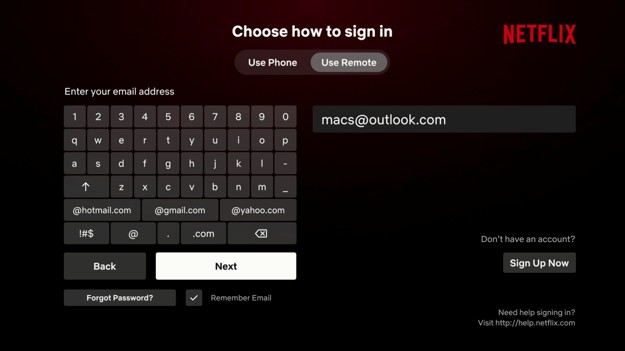 Choose how to sign in
NETFLIX
Use Phone Use Remote
Enter your email address
macs@outlook.com
1 2 3 4 5 6 7 8 9 0
q w e r t y u i o p
a s d f g h j k l -
z x c v b n m _
@hotmail.com @gmail.com @yahoo.com
!#$ @ . .com
Don't have an account?
Back Next
Sign Up Now
Forgot Password? Remember Email
Need help signing in?
Visit http://help.netflix.com